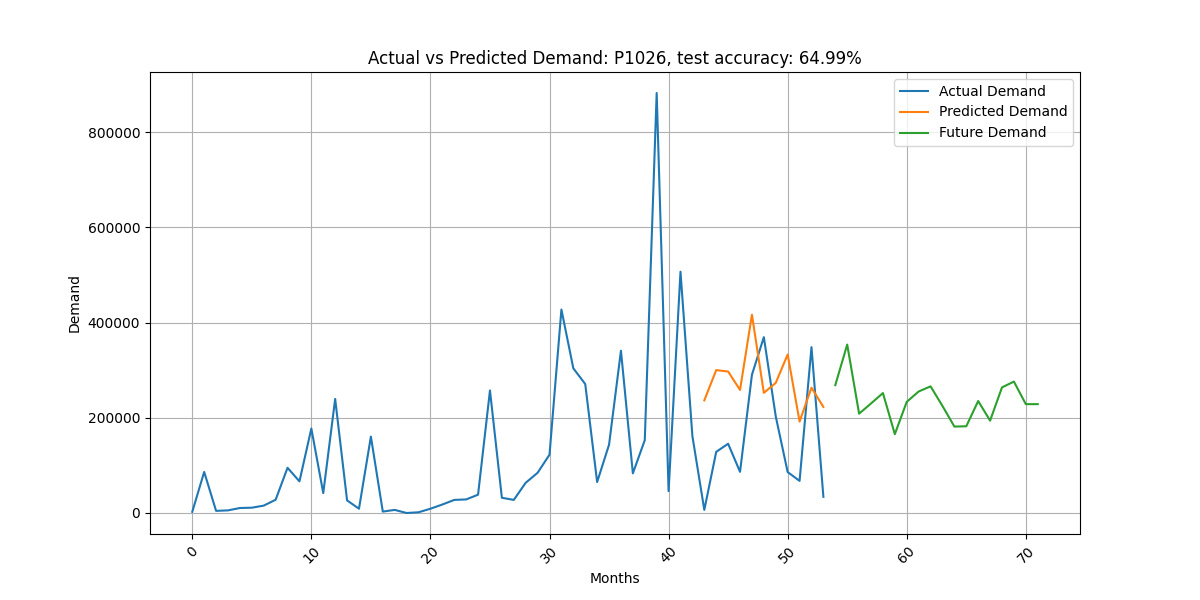 Actual vs Predicted Demand: P1026, test accuracy: 64.99%
Actual Demand
Predicted Demand
Future Demand
Demand
800000
600000
400000
200000
0
0 10 20 30 40 50 60 70
Months